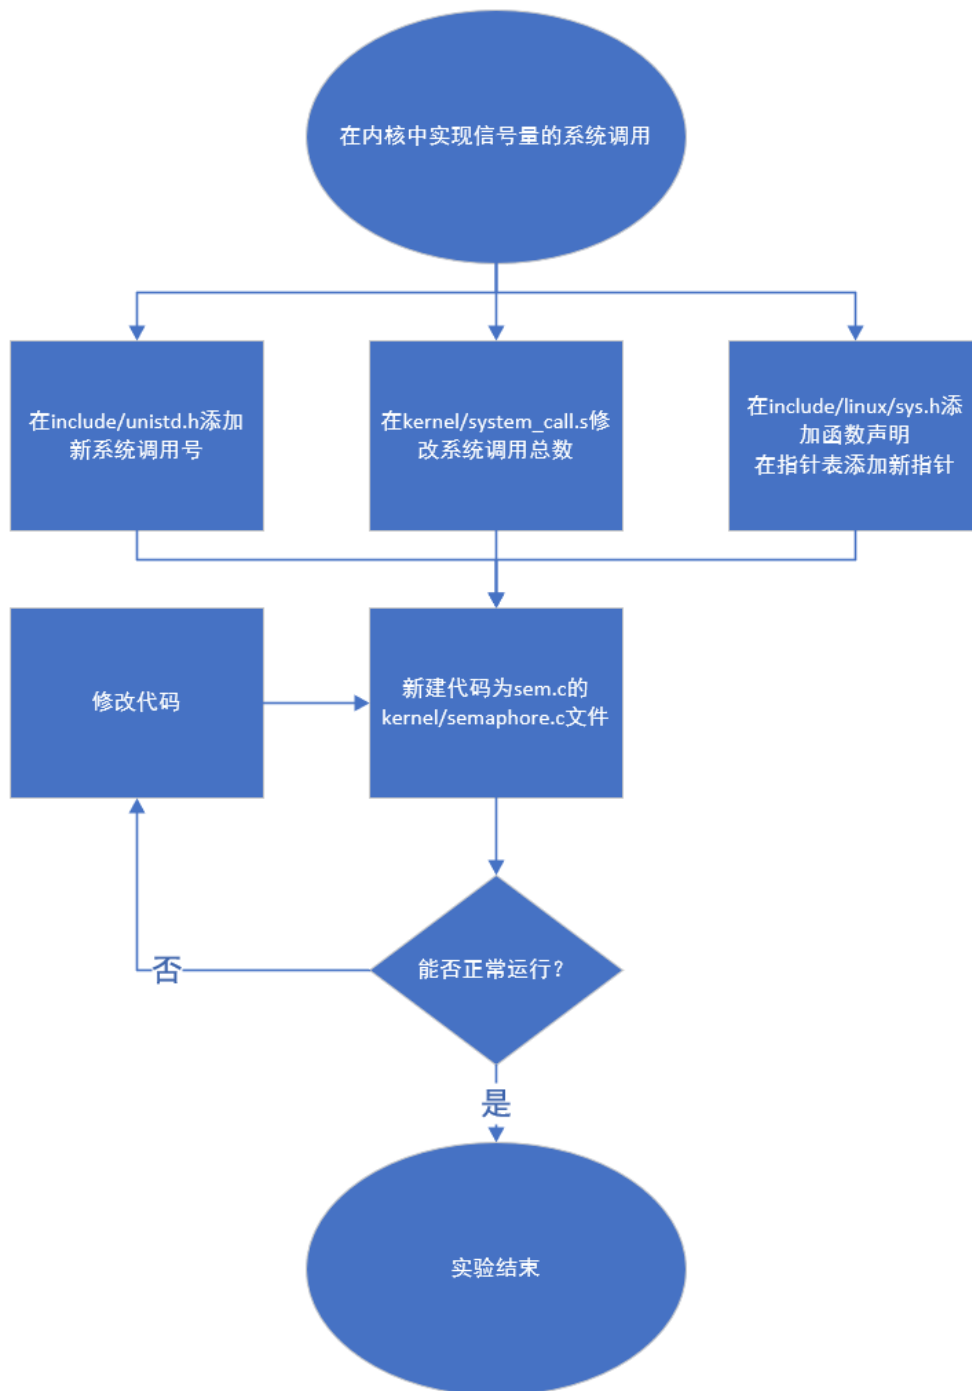 在内核中实现信号量的系统调用
在include/unistd.h添加
新系统调用号
在kernel/system_call.s修
改系统调用总数
在include/linux/sys.h添
加函数声明
在指针表添加新指针
修改代码
新建代码为sem.c的
kernel/semaphore.c文件
能否正常运行？
否
是
实验结束